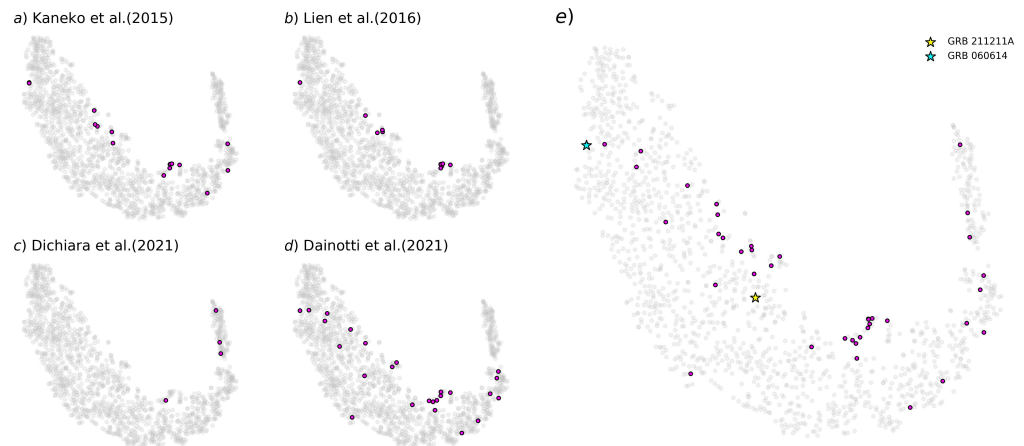 a) Kaneko et al.(2015)
b) Lien et al.(2016)
e)
GRB 211211A
GRB 060614
c) Dichiara et al.(2021)
d) Dainotti et al.(2021)